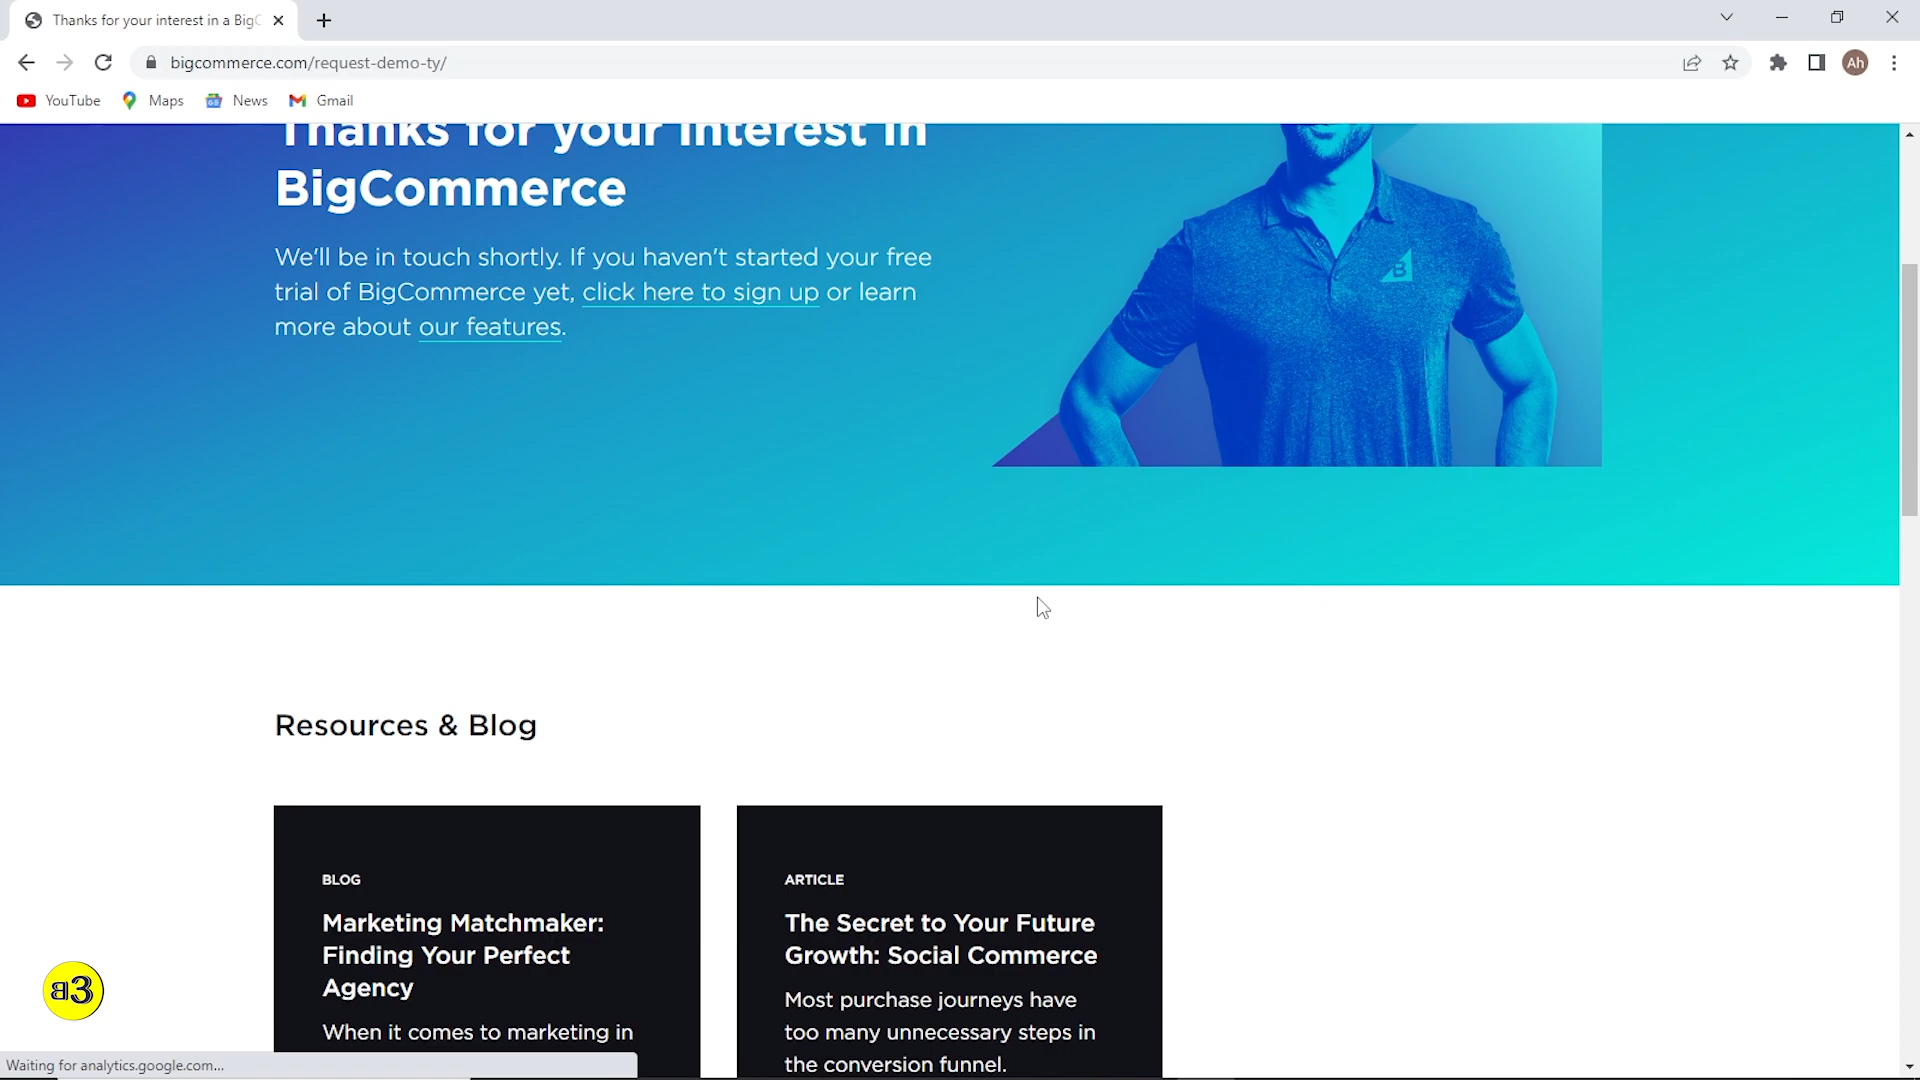 Thanks for your interest in a BigC
bigcommerce.com/request-demo-ty/
Ah
YouTube
Maps
News
Gmail
Thanks for your interest in
BigCommerce
We'll be in touch shortly. If you haven't started your free
trial of BigCommerce yet, click here to sign up or learn
more about our features.
B
Resources & Blog
BLOG
Marketing Matchmaker:
Finding Your Perfect
Agency
When it comes to marketing in
ARTICLE
The Secret to Your Future
Growth: Social Commerce
Most purchase journeys have
too many unnecessary steps in
the conversion funnel.
Waiting for analytics.google.com...